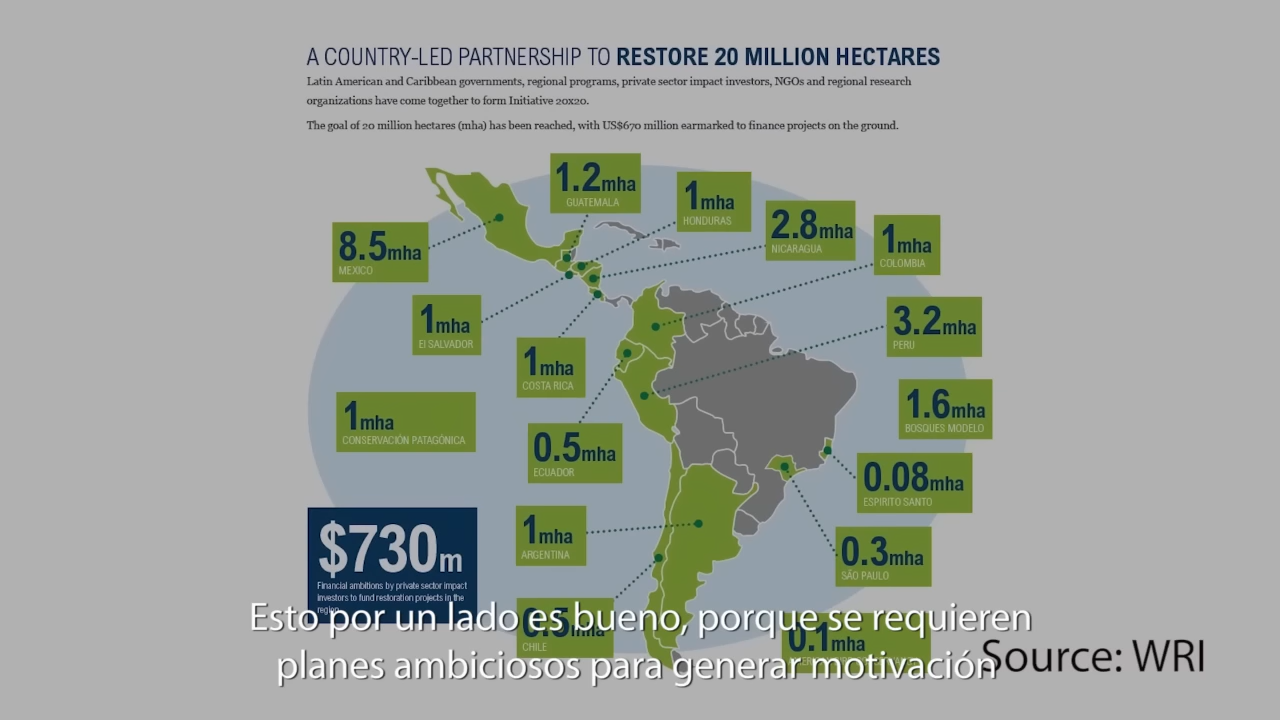 A COUNTRY-LED PARTNERSHIP TO RESTORE 20 MILLION HECTARES
Latin American and Caribbean governments, regional programs, private sector impact investors, NGOs and regional research
organizations have come together to form Initiative 20x20.
The goal of 20 million hectares (mha) has been reached, with US$670 million earmarked to finance projects on the ground.
1.2mha
GUATEMALA
1mha
HONDURAS
2.8mha
NICARAGUA
1mha
COLOMBIA
8.5mha
MEXICO
1mha
El SALVADOR
3.2mha
PERU
1mha
COSTA RICA
1mha
CONSERVACIÓN PATAGÓNICA
1.6mha
BOSQUES MODELO
0.5mha
ECUADOR
0.08mha
ESPIRITO SANTO
1mha
ARGENTINA
0.3mha
SÃO PAULO
$730m
Financial ambitions by private sector impact
investors to fund restoration projects in the
region
0.5mha
CHILE
0.1mha
Esto por un lado es bueno, porque se requieren
planes ambiciosos para generar motivación
Source: WRI